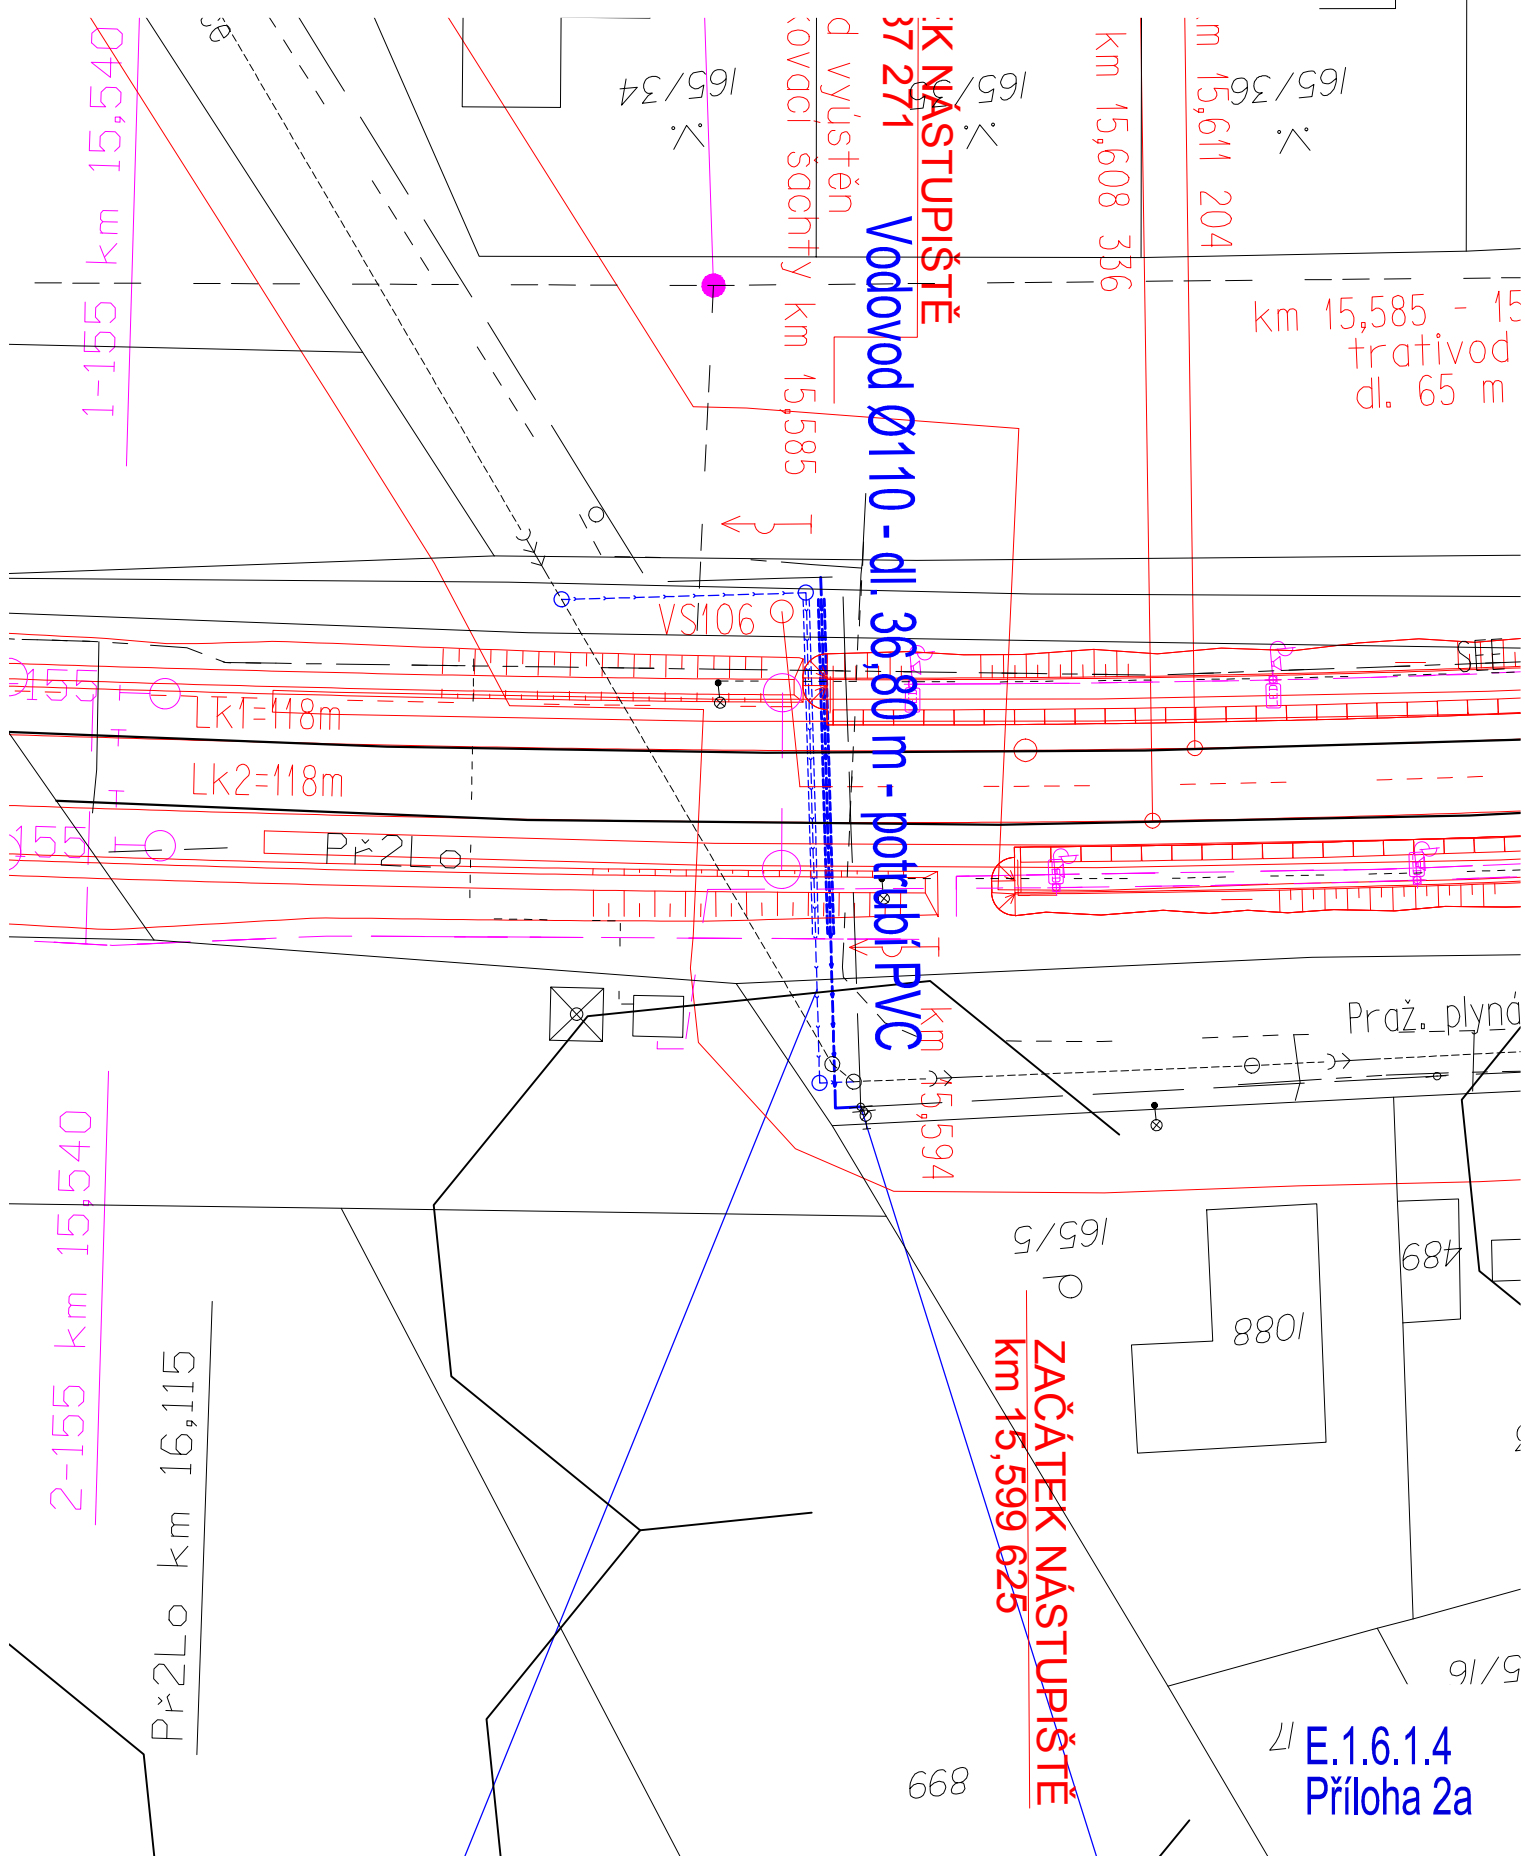 1-155 km 15,540
165/34
v.
165/35
v.
165/36
v.
EK NÁSTUPIŠTĚ
37 271
d vyústěn
kovací šachty km 15,585
km 15,608 336
m 15,611 204
km 15,585 - 15
trativod
dl. 65 m
Vodovod Ø110 - dl. 36,80 m - potrubí PVC
VS106
155
Lk1=118m
Lk2=118m
155
Př2Lo
km 15,594
Praž. plyná
2-155 km 15,540
Př2Lo km 16,115
165/5
489
1088
ZAČÁTEK NÁSTUPIŠTĚ
km 15,599 625
899
5/16
17
E.1.6.1.4
Příloha 2a